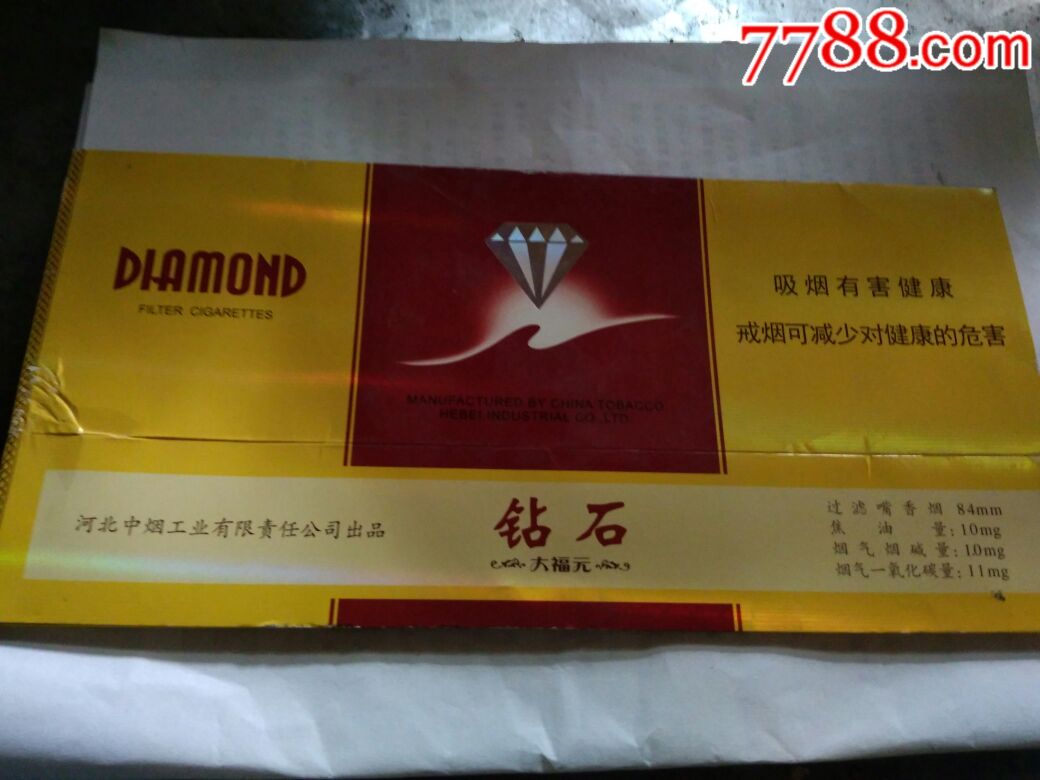 7788.com
DIAMOND
FILTER CIGARETTES
MANUFACTURED BY CHINA TOBACCO
HEBEI INDUSTRIAL CO.,LTD.
吸烟有害健康
戒烟可减少对健康的危害
河北中烟工业有限责任公司出品
钻石
大福元
过滤嘴香烟 84mm
焦油量:10mg
烟气烟碱量:1.0mg
烟气一氧化碳量:11mg